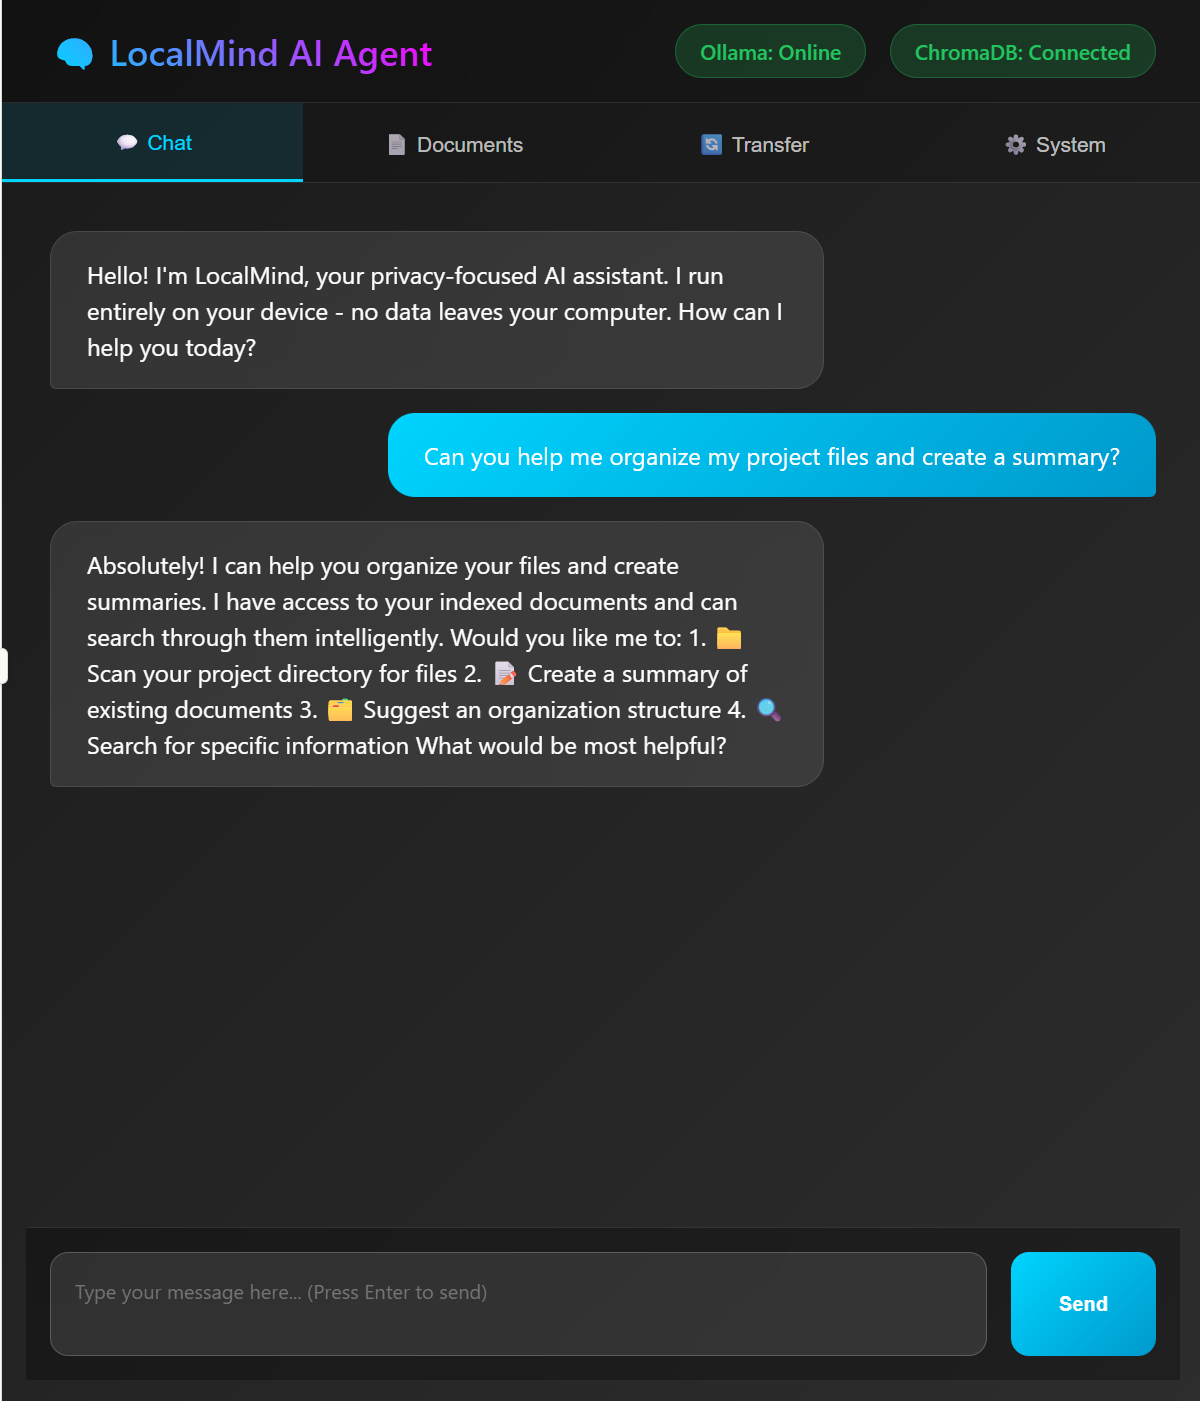 LocalMind AI Agent
Ollama: Online
ChromaDB: Connected
Chat
Documents
Transfer
System
Hello! I'm LocalMind, your privacy-focused AI assistant. I run
entirely on your device - no data leaves your computer. How can I
help you today?
Can you help me organize my project files and create a summary?
Absolutely! I can help you organize your files and create
summaries. I have access to your indexed documents and can
search through them intelligently. Would you like me to: 1. 📁
Scan your project directory for files 2. 📝 Create a summary of
existing documents 3. 🗂️ Suggest an organization structure 4. 🔍
Search for specific information What would be most helpful?
Type your message here... (Press Enter to send)
Send